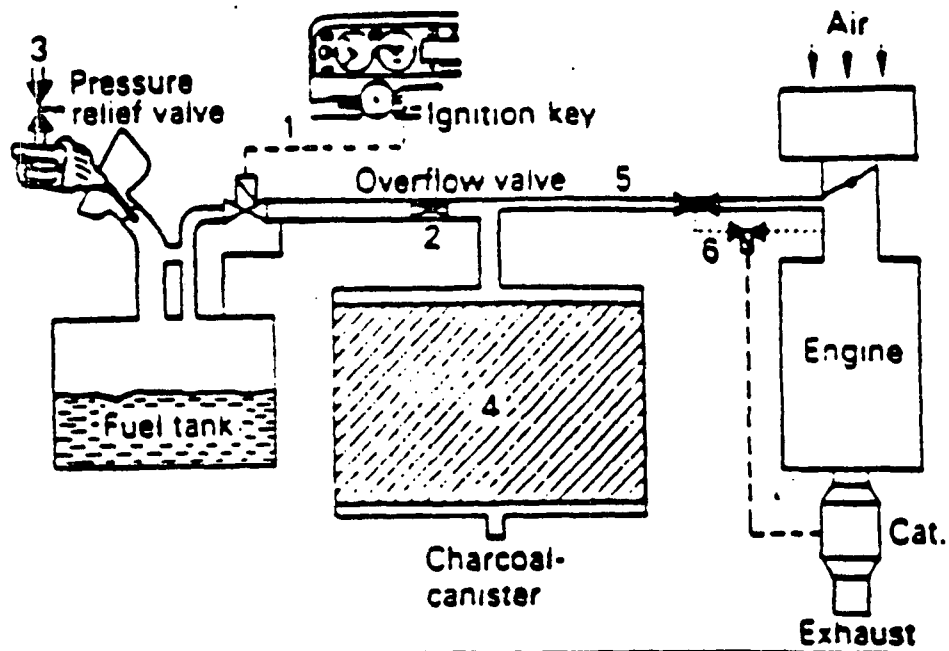 Air
3
Pressure
relief valve
1
Ignition key
Overflow valve
5
2
6
Engine
4
Fuel tank
Cat.
Charcoal-
canister
Exhaust